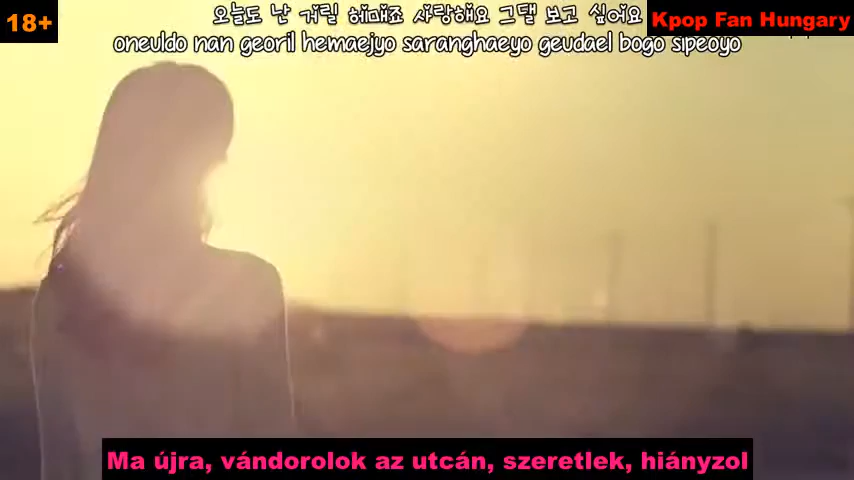 18+
오늘도 난 거릴 헤매죠 사랑해요 그댈 보고 싶어요
Kpop Fan Hungary
oneuldo nan georil hemaejyo saranghaeyo geudael bogo sipeoyo
Ma újra, vándorolok az utcán, szeretlek, hiányzol